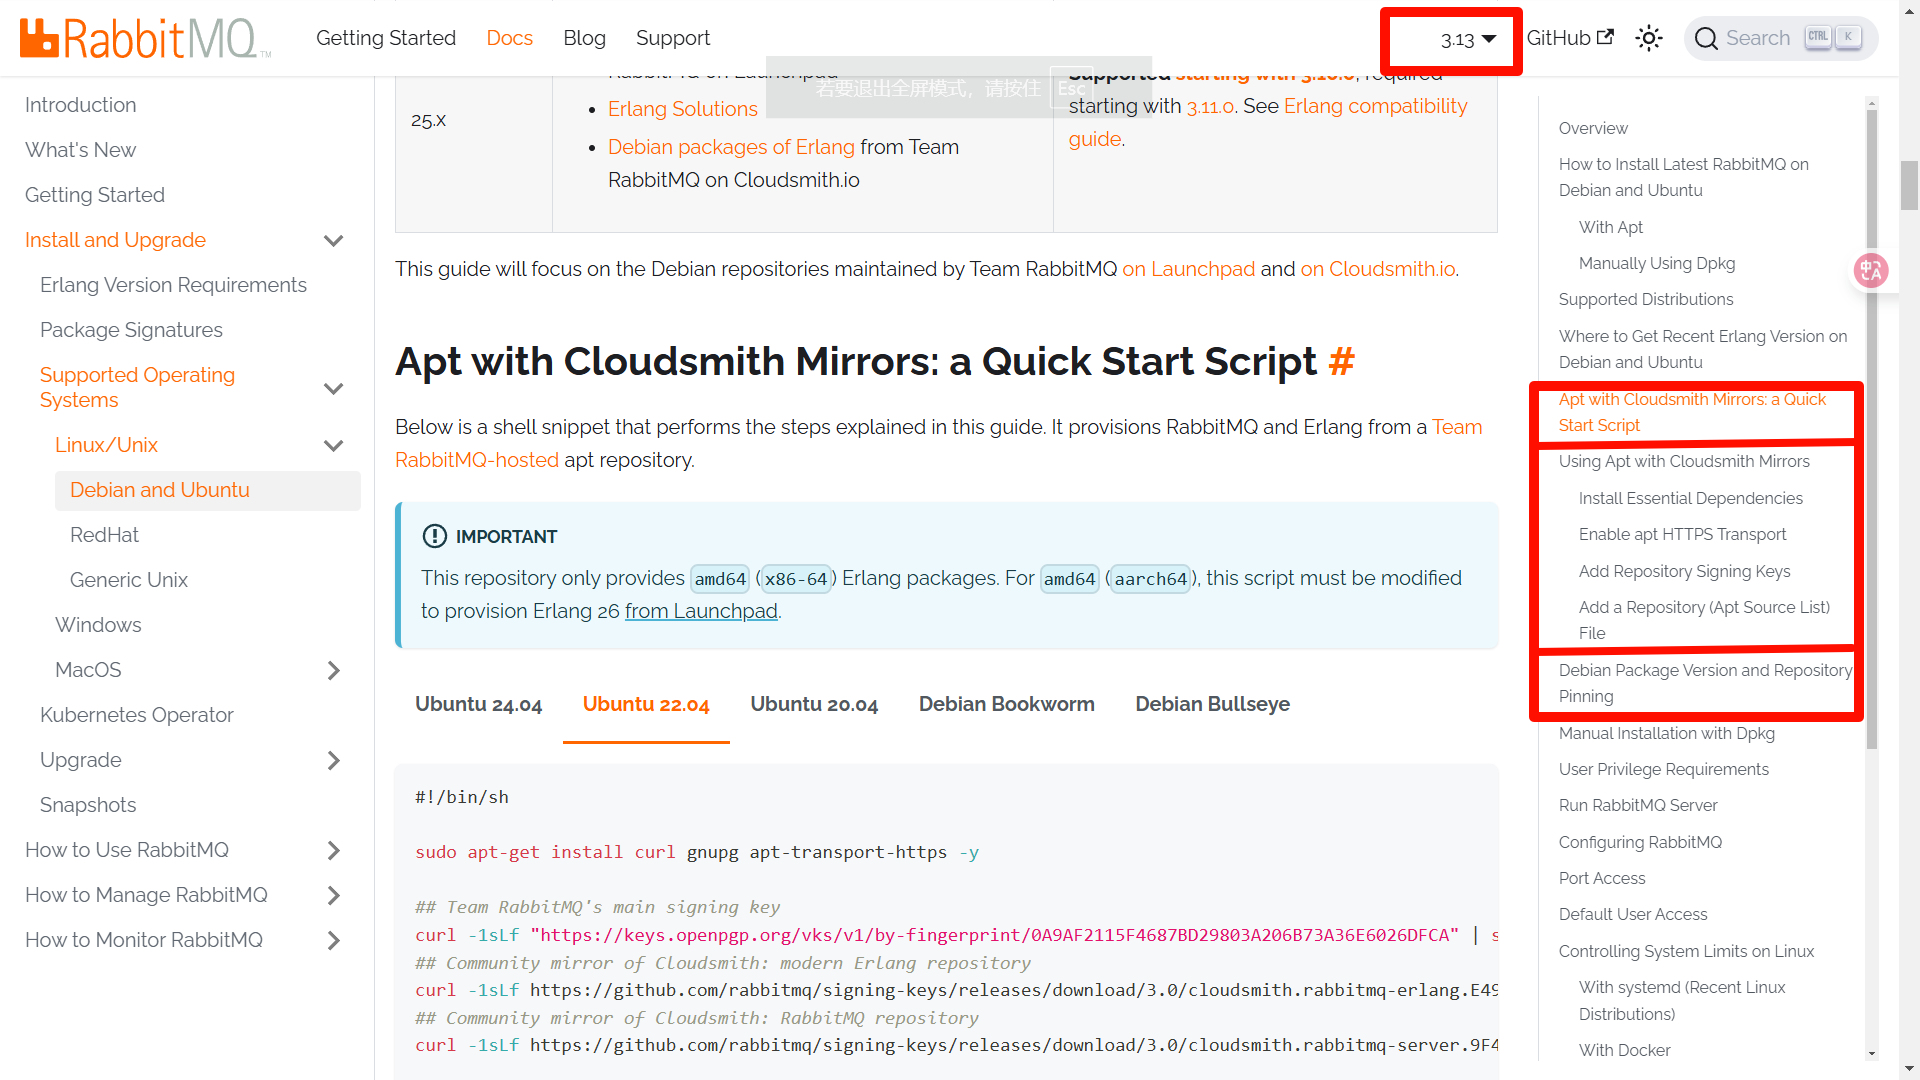 RabbitMQ™
Getting Started
Docs
Blog
Support
3.13
GitHub
Search
CTRL
K
Introduction
What's New
Getting Started
Install and Upgrade
Erlang Version Requirements
Package Signatures
Supported Operating
Systems
Linux/Unix
Debian and Ubuntu
RedHat
Generic Unix
Windows
MacOS
Kubernetes Operator
Upgrade
Snapshots
How to Use RabbitMQ
How to Manage RabbitMQ
How to Monitor RabbitMQ
若要退出全屏模式，请按住 Esc
25.x
RabbitMQ on Launchpad
Erlang Solutions
Debian packages of Erlang from Team
RabbitMQ on Cloudsmith.io
Supported starting with 3.10.0, required
starting with 3.11.0. See Erlang compatibility
guide.
This guide will focus on the Debian repositories maintained by Team RabbitMQ on Launchpad and on Cloudsmith.io.
Apt with Cloudsmith Mirrors: a Quick Start Script #
Below is a shell snippet that performs the steps explained in this guide. It provisions RabbitMQ and Erlang from a Team
RabbitMQ-hosted apt repository.
IMPORTANT
This repository only provides amd64 (x86-64) Erlang packages. For amd64 (aarch64), this script must be modified
to provision Erlang 26 from Launchpad.
Ubuntu 24.04
Ubuntu 22.04
Ubuntu 20.04
Debian Bookworm
Debian Bullseye
#!/bin/sh
sudo apt-get install curl gnupg apt-transport-https -y
## Team RabbitMQ's main signing key
curl -1sLf "https://keys.openpgp.org/vks/v1/by-fingerprint/0A9AF2115F4687BD29803A206B73A36E6026DFCA" | s
## Community mirror of Cloudsmith: modern Erlang repository
curl -1sLf https://github.com/rabbitmq/signing-keys/releases/download/3.0/cloudsmith.rabbitmq-erlang.E49
## Community mirror of Cloudsmith: RabbitMQ repository
curl -1sLf https://github.com/rabbitmq/signing-keys/releases/download/3.0/cloudsmith.rabbitmq-server.9F4
Overview
How to Install Latest RabbitMQ on
Debian and Ubuntu
With Apt
Manually Using Dpkg
Supported Distributions
Where to Get Recent Erlang Version on
Debian and Ubuntu
Apt with Cloudsmith Mirrors: a Quick
Start Script
Using Apt with Cloudsmith Mirrors
Install Essential Dependencies
Enable apt HTTPS Transport
Add Repository Signing Keys
Add a Repository (Apt Source List)
File
Debian Package Version and Repository
Pinning
Manual Installation with Dpkg
User Privilege Requirements
Run RabbitMQ Server
Configuring RabbitMQ
Port Access
Default User Access
Controlling System Limits on Linux
With systemd (Recent Linux
Distributions)
With Docker
中A